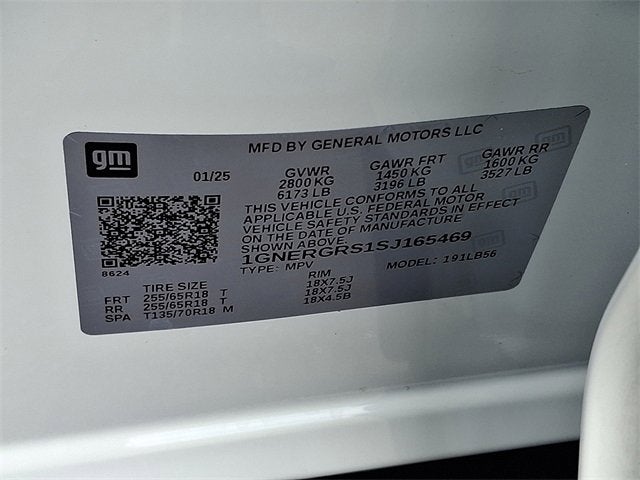 gm
MFD BY GENERAL MOTORS LLC
01/25
GVWR GAWR FRT GAWR RR
2800 KG 1450 KG 1600 KG
6173 LB 3196 LB 3527 LB
THIS VEHICLE CONFORMS TO ALL
APPLICABLE U.S. FEDERAL MOTOR
VEHICLE SAFETY STANDARDS IN EFFECT
ON THE DATE OF MANUFACTURE
SHOWN ABOVE.
1GNERGRS1SJ165469
TYPE: MPV MODEL: 191LB56
8624
TIRE SIZE RIM
FRT 255/65R18 T 18X7.5J
RR 255/65R18 T 18X7.5J
SPA T135/70R18 M 18X4.5B